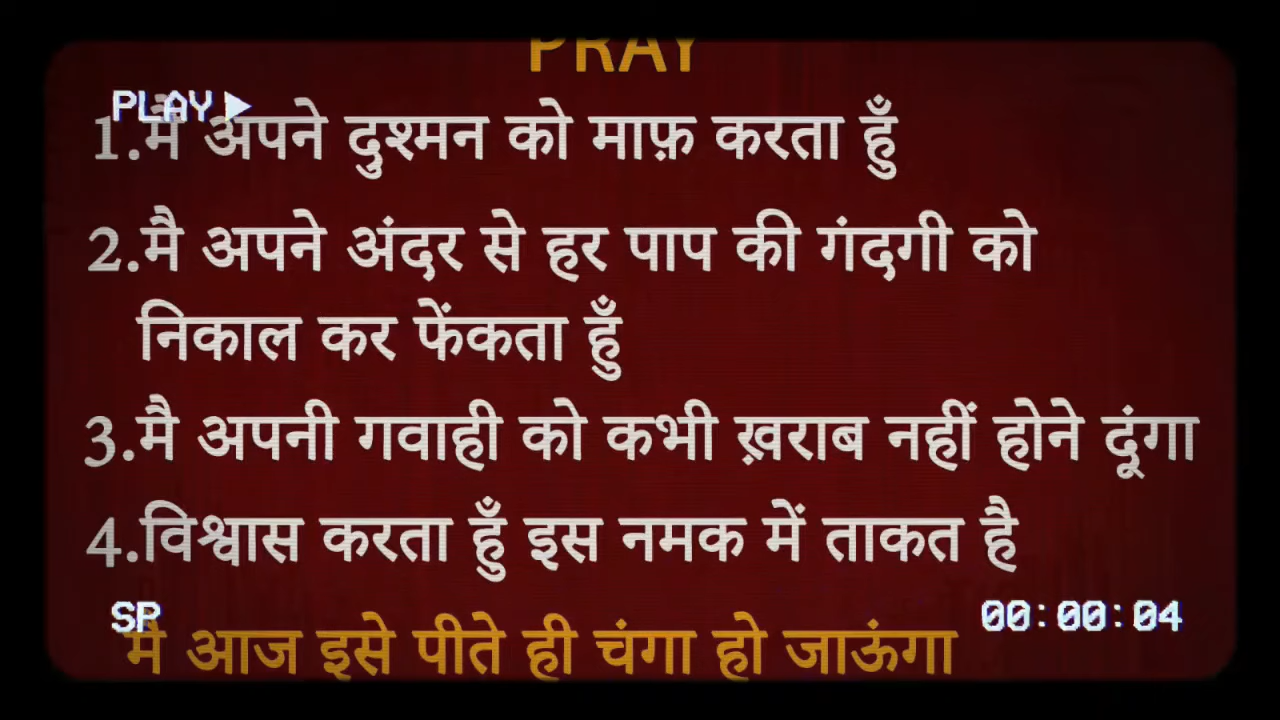 PRAY
PLAY
1.मै अपने दुश्मन को माफ़ करता हुँ
2.मै अपने अंदर से हर पाप की गंदगी को
निकाल कर फेंकता हुँ
3.मै अपनी गवाही को कभी ख़राब नहीं होने दूंगा
4.विश्वास करता हुँ इस नमक में ताकत है
SP
00:00:04
मै आज इसे पीते ही चंगा हो जाऊंगा